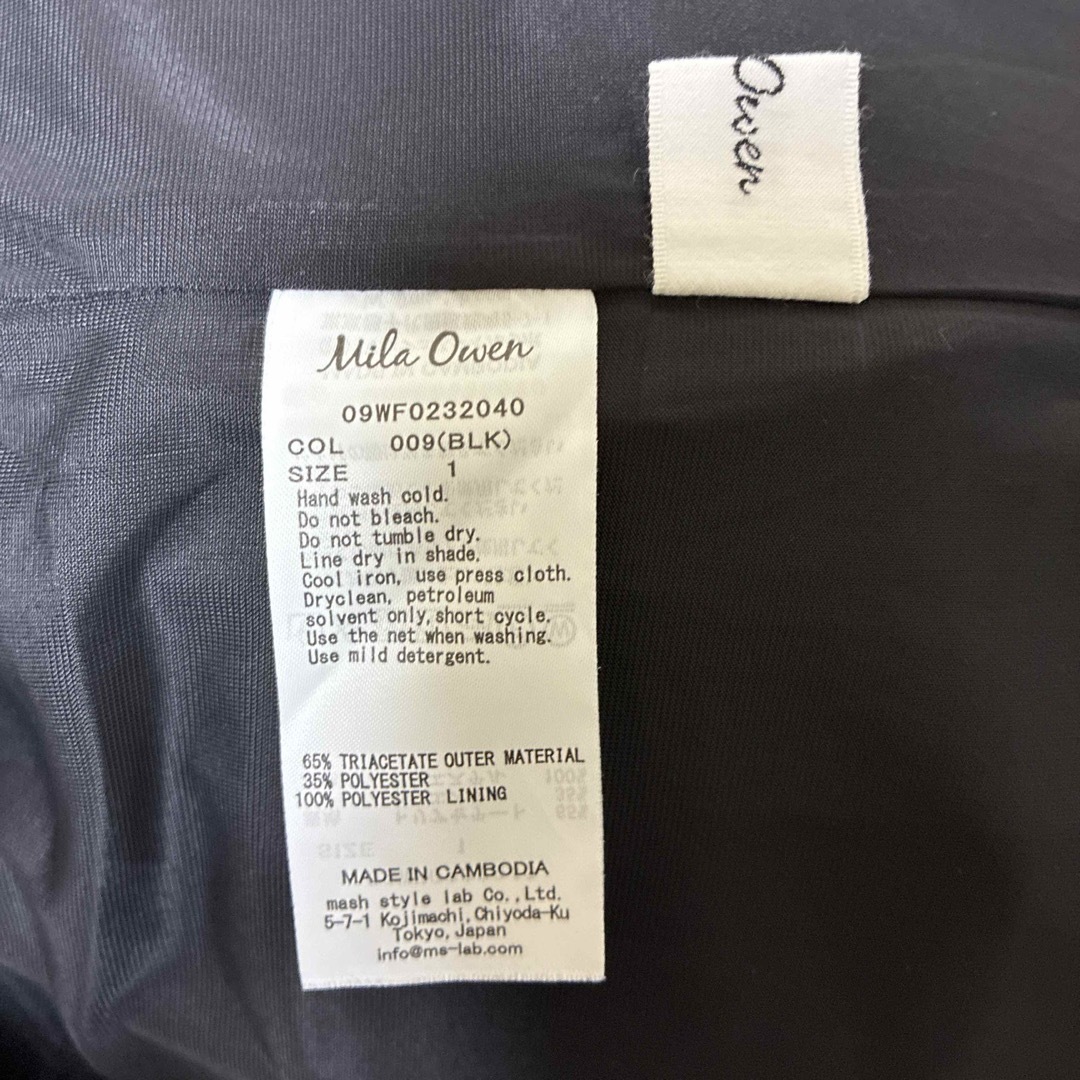 Owen
Mila Owen
09WF0232040
COL 009(BLK)
SIZE 1
Hand wash cold.
Do not bleach.
Do not tumble dry.
Line dry in shade.
Cool iron, use press cloth.
Dryclean, petroleum
solvent only,short cycle.
Use the net when washing.
Use mild detergent.
65% TRIACETATE OUTER MATERIAL
35% POLYESTER
100% POLYESTER LINING
MADE IN CAMBODIA
mash style lab Co.,Ltd.
5-7-1 Kojimachi,Chiyoda-Ku
Tokyo,Japan
info@ms-lab.com